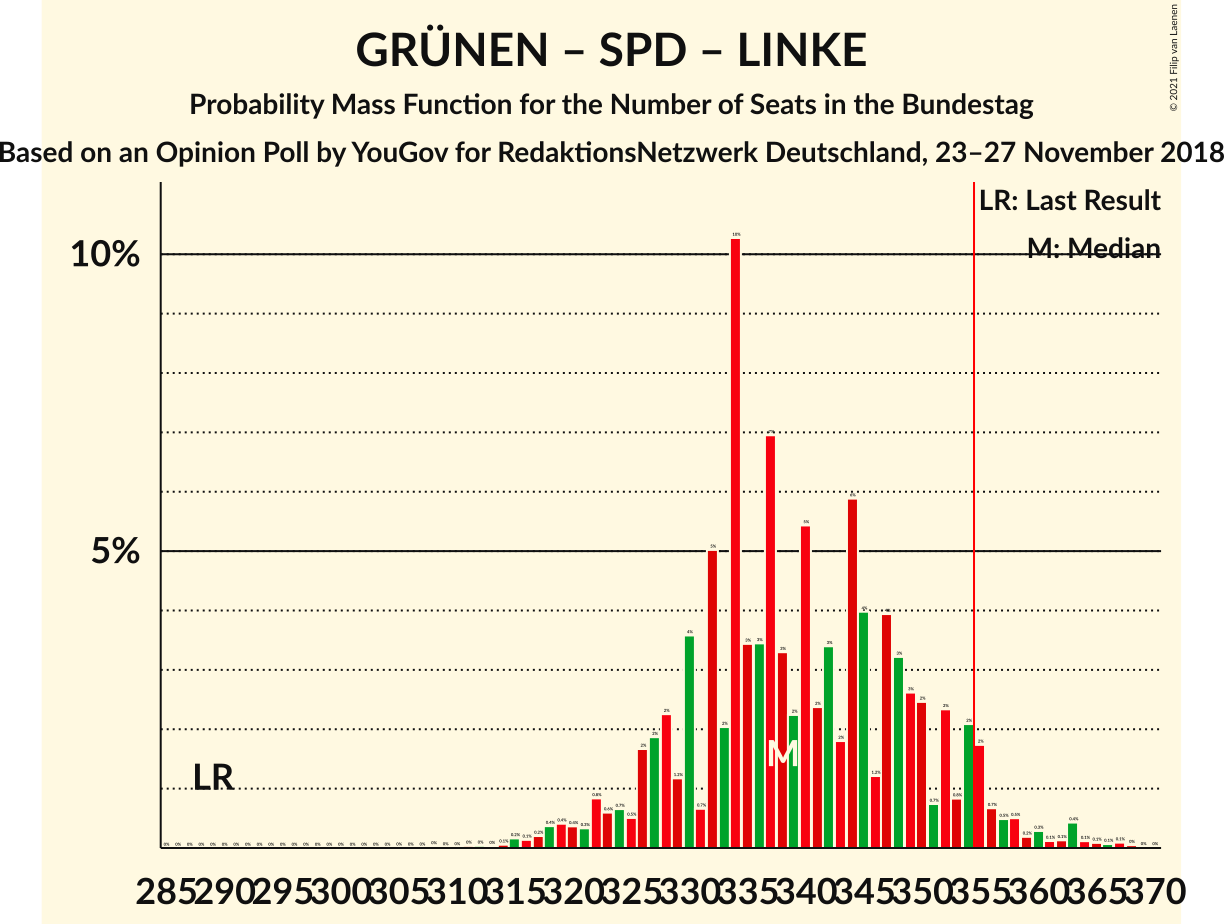 GRÜNEN – SPD – LINKE
Probability Mass Function for the Number of Seats in the Bundestag
Based on an Opinion Poll by YouGov for RedaktionsNetzwerk Deutschland, 23–27 November 2018
© 2021 Filip van Laenen
LR: Last Result
M: Median
10%
5%
LR
M
285 290 295 300 305 310 315 320 325 330 335 340 345 350 355 360 365 370